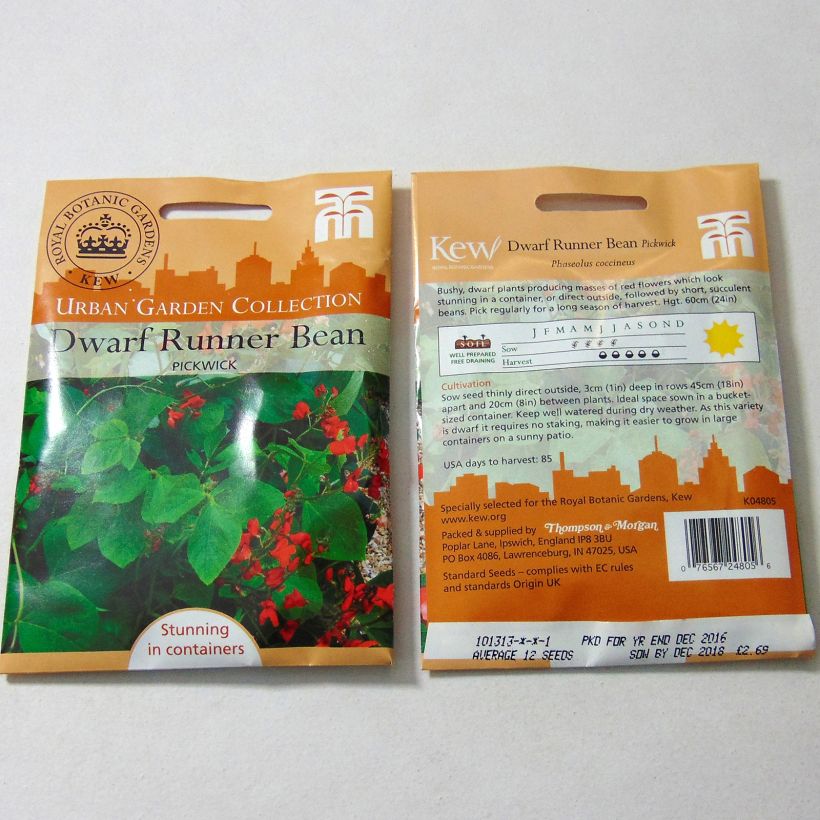 ROYAL BOTANIC GARDENS
· KEW ·
URBAN GARDEN COLLECTION
Dwarf Runner Bean
PICKWICK
Stunning
in containers
Kew
ROYAL BOTANIC GARDENS
Dwarf Runner Bean Pickwick
Phaseolus coccineus
Bushy, dwarf plants producing masses of red flowers which look
stunning in a container, or direct outside, followed by short, succulent
beans. Pick regularly for a long season of harvest. Hgt. 60cm (24in)
SOIL
WELL PREPARED
FREE DRAINING
J F M A M J J A S O N D
Sow
Harvest
Cultivation
Sow seed thinly direct outside, 3cm (1in) deep in rows 45cm (18in)
apart and 20cm (8in) between plants. Ideal space sown in a bucket-
sized container. Keep well watered during dry weather. As this variety
is dwarf it requires no staking, making it easier to grow in large
containers on a sunny patio.
USA days to harvest: 85
Specially selected for the Royal Botanic Gardens, Kew
www.kew.org
K0480S
Packed & supplied by Thompson & Morgan
Poplar Lane, Ipswich, England IP8 3BU
PO Box 4086, Lawrenceburg, IN 47025, USA
Standard Seeds – complies with EC rules
and standards Origin UK
0 76567 24805 6
101313-*-*-1 PKD FOR YR END DEC 2016
AVERAGE 12 SEEDS SOW BY DEC 2018 £2.69